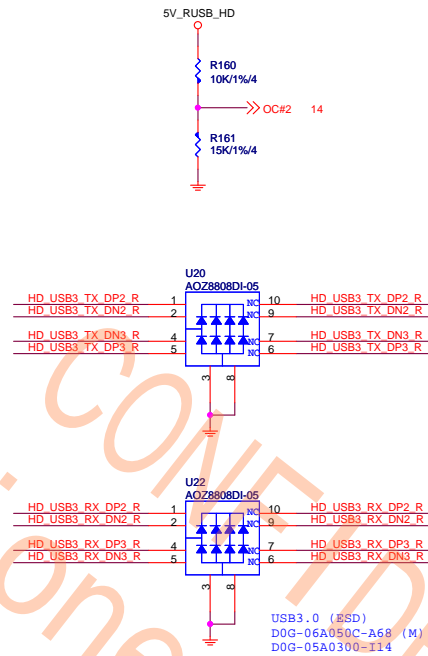 5V_RUSB_HD
R160
10K/1%/4
OC#2 14
R161
15K/1%/4
U20
AOZ8808DI-05
HD_USB3_TX_DP2_R 1 NC 10 HD_USB3_TX_DP2_R
HD_USB3_TX_DN2_R 2 NC 9 HD_USB3_TX_DN2_R
HD_USB3_TX_DN3_R 4 NC 7 HD_USB3_TX_DN3_R
HD_USB3_TX_DP3_R 5 NC 6 HD_USB3_TX_DP3_R
3 8
U22
AOZ8808DI-05
HD_USB3_RX_DP2_R 1 NC 10 HD_USB3_RX_DP2_R
HD_USB3_RX_DN2_R 2 NC 9 HD_USB3_RX_DN2_R
HD_USB3_RX_DP3_R 4 NC 7 HD_USB3_RX_DP3_R
HD_USB3_RX_DN3_R 5 NC 6 HD_USB3_RX_DN3_R
3 8
USB3.0 (ESD)
D0G-06A050C-A68 (M)
D0G-05A0300-I14